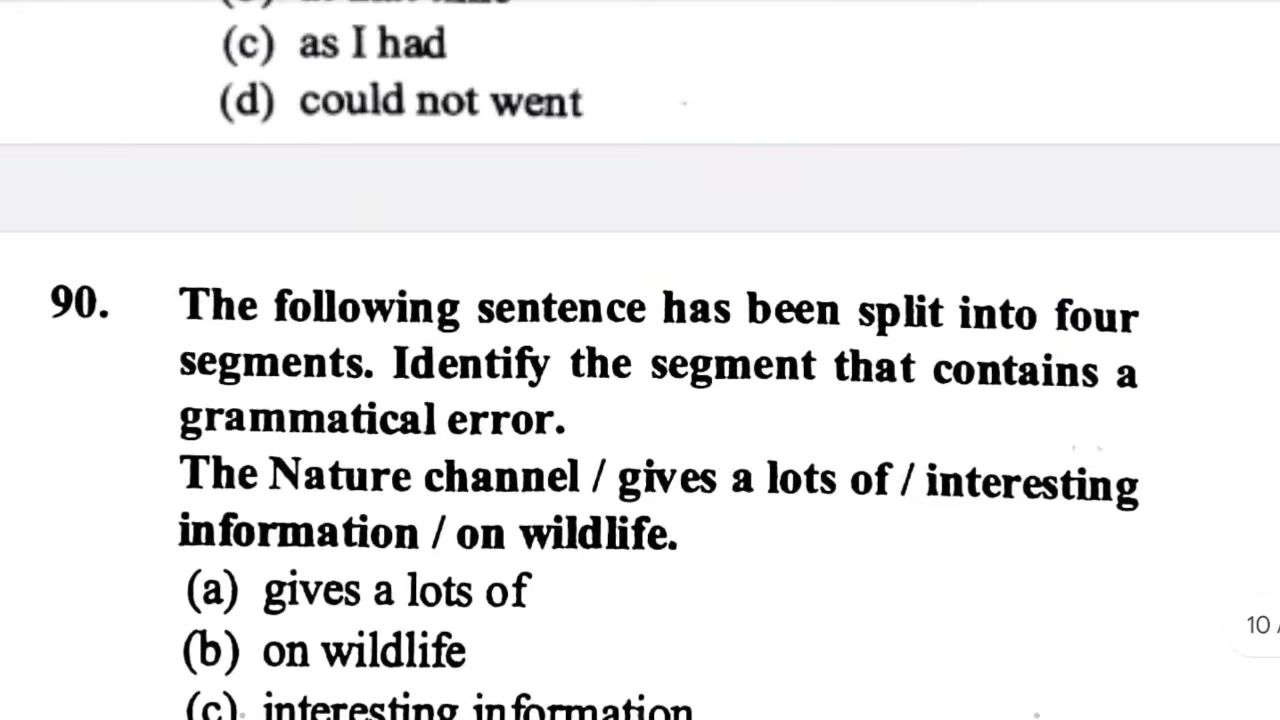 (c) as I had
(d) could not went
90. The following sentence has been split into four
segments. Identify the segment that contains a
grammatical error.
The Nature channel / gives a lots of / interesting
information / on wildlife.
(a) gives a lots of
(b) on wildlife
(c) interesting information
10 /